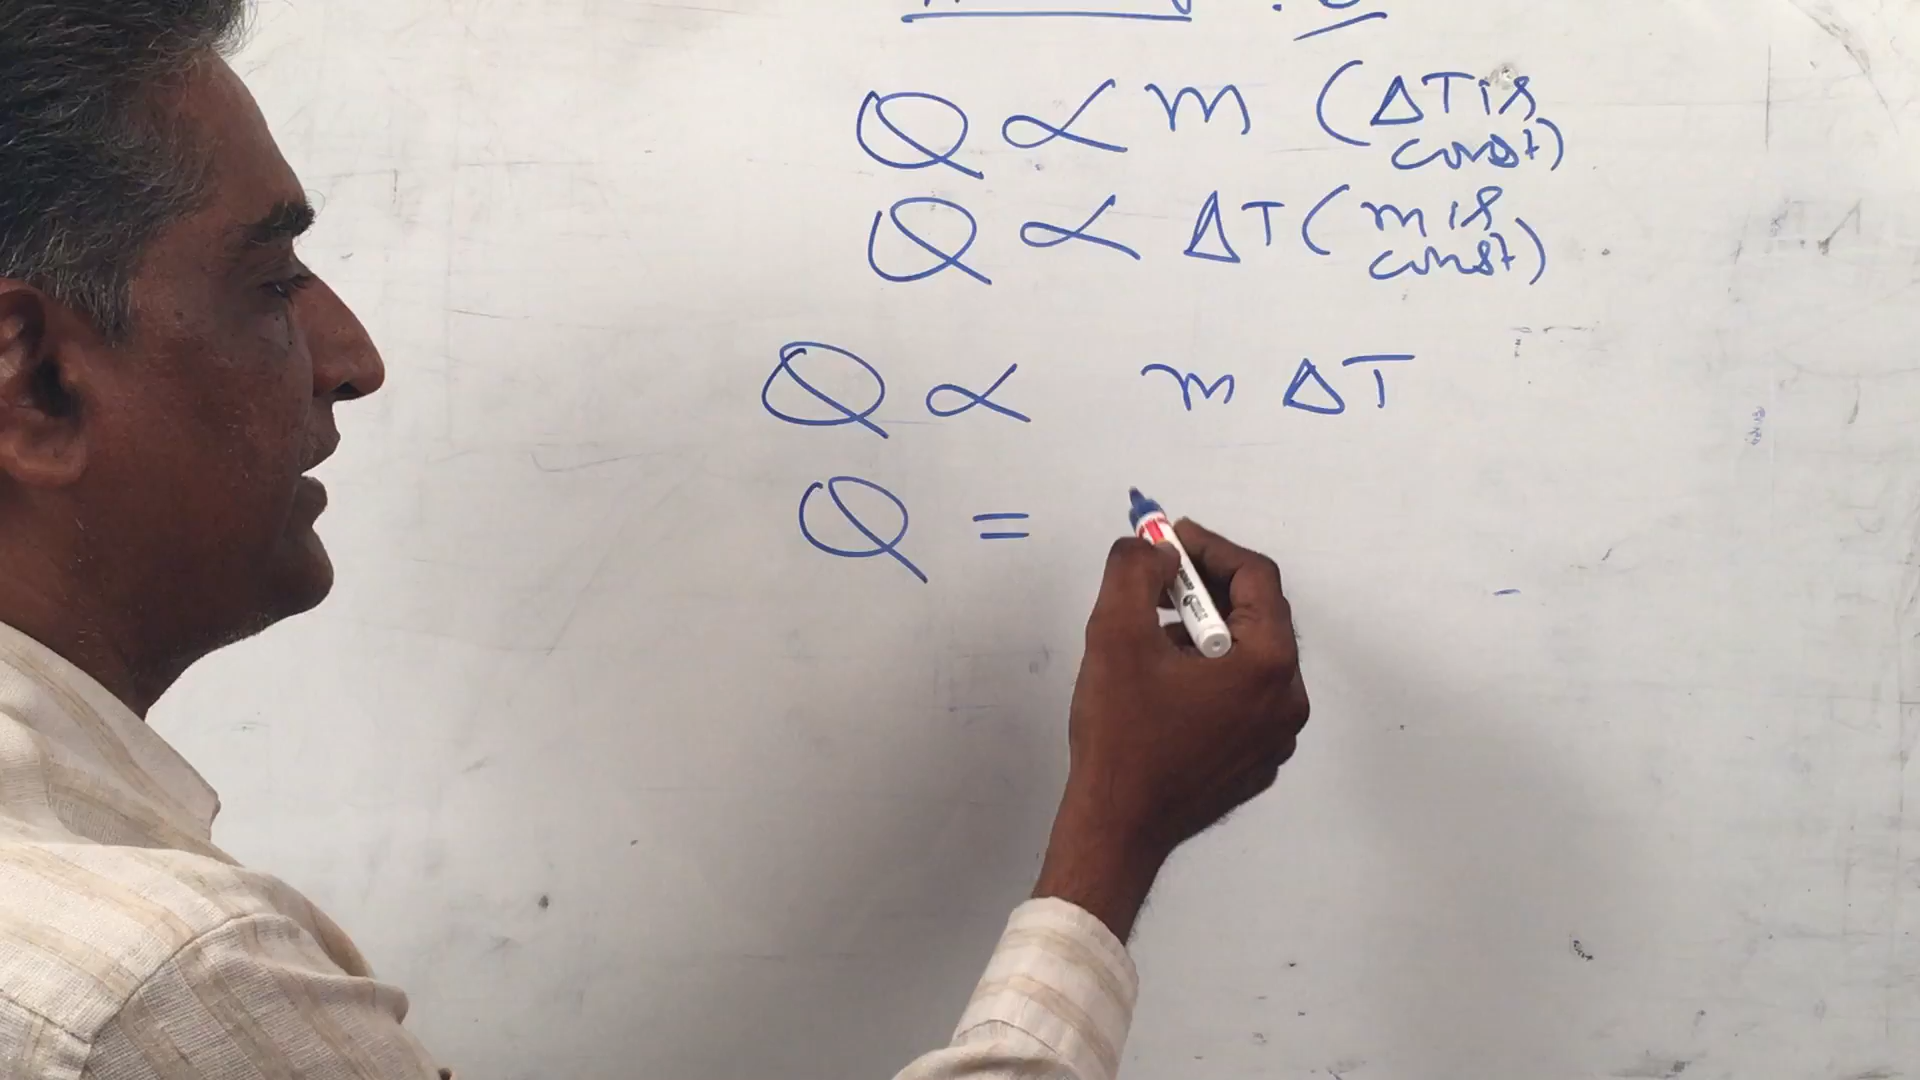 Q ∝ m (ΔT is
const)
Q ∝ ΔT (m is
const)
Q ∝ m ΔT
Q =